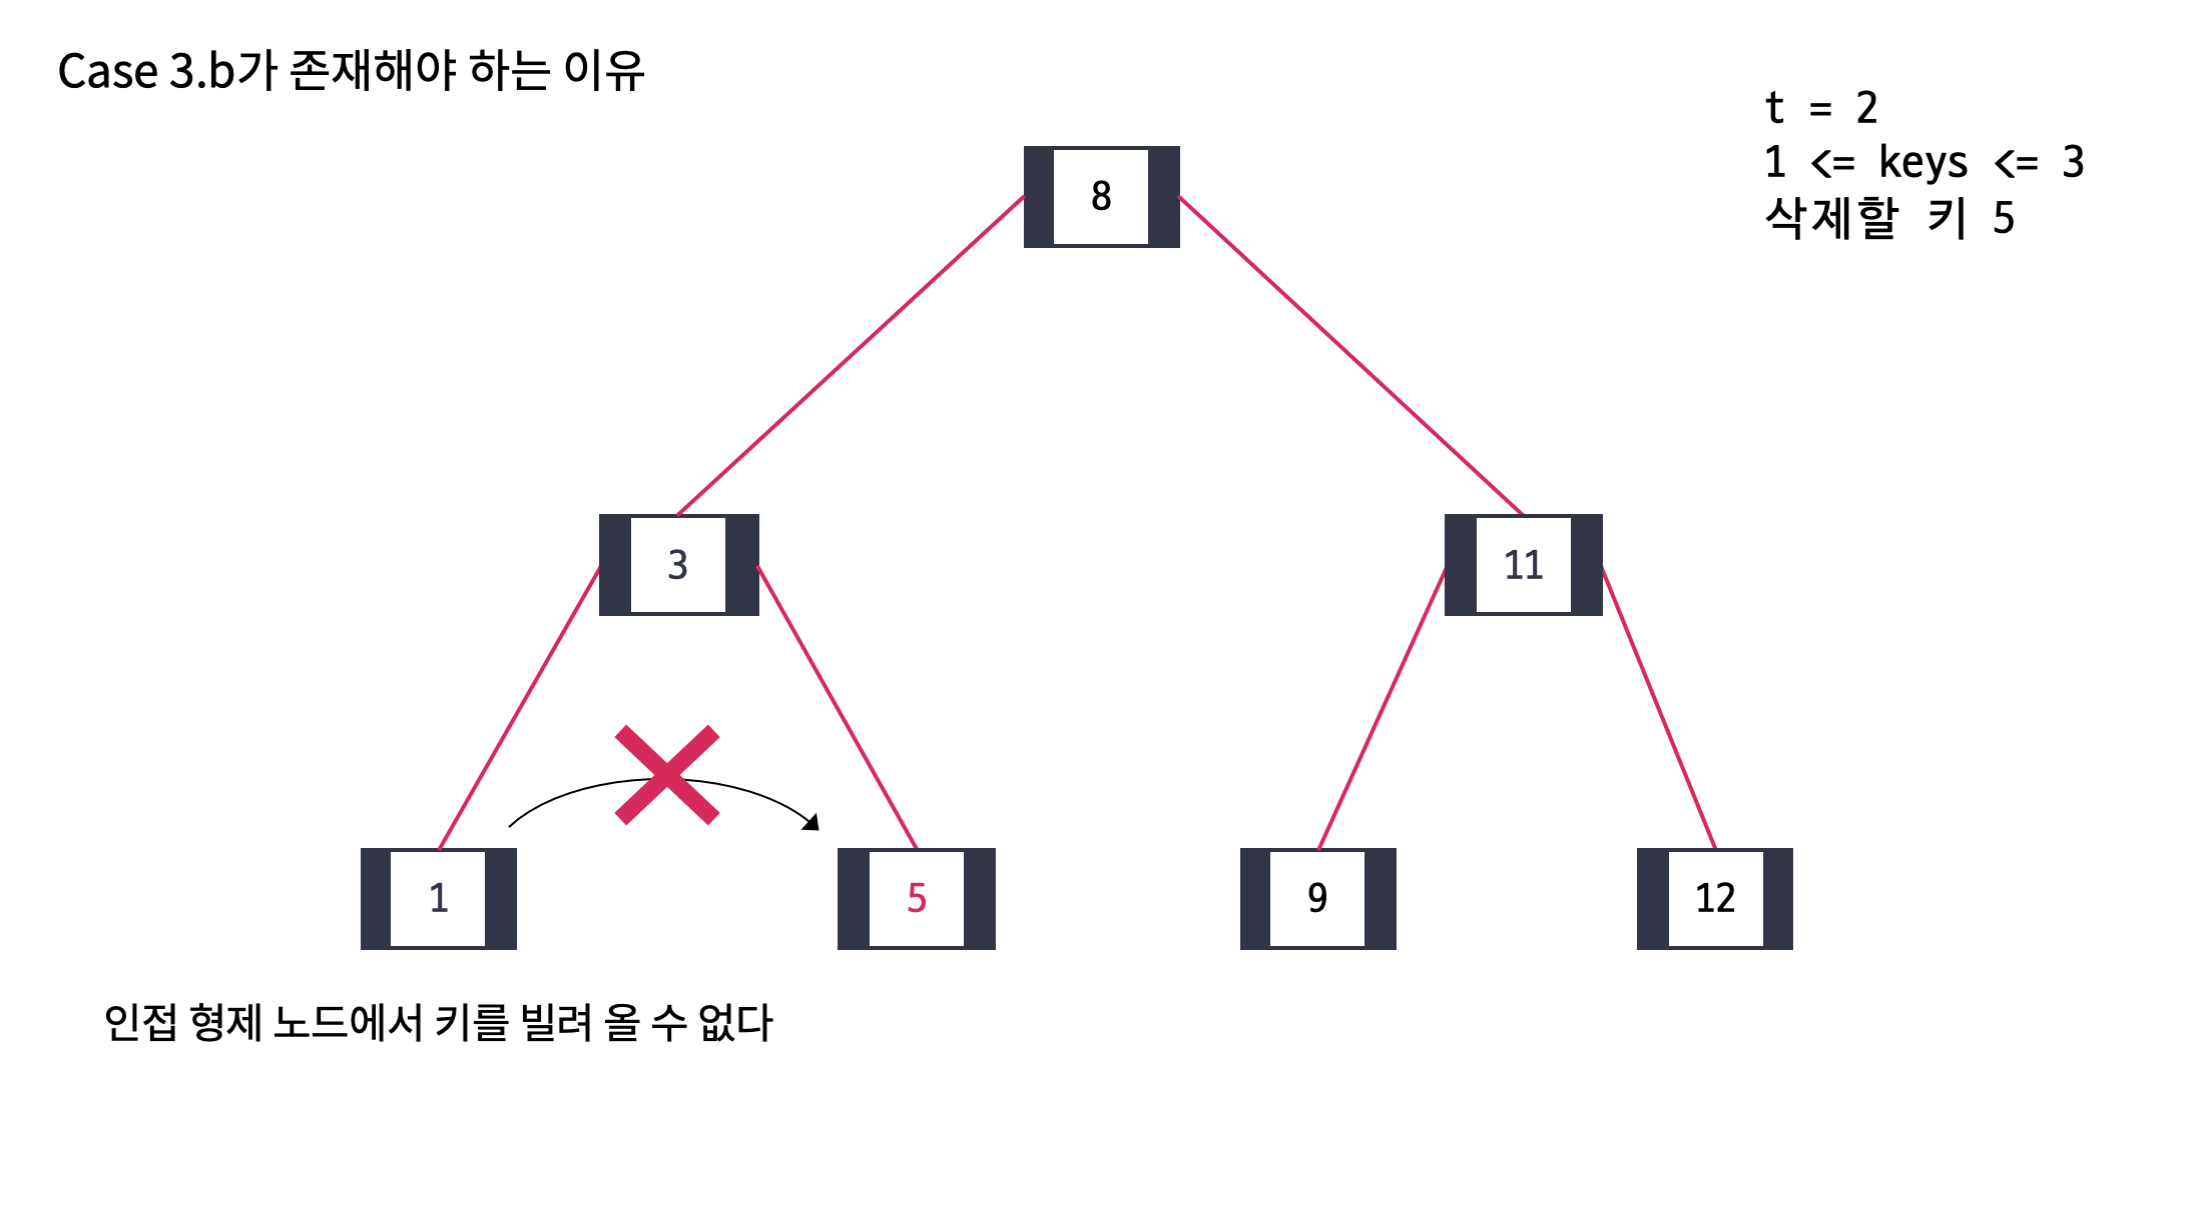 Case 3.b가 존재해야 하는 이유
t = 2
1 <= keys <= 3
삭제할 키 5
8
3
11
1
5
9
12
인접 형제 노드에서 키를 빌려 올 수 없다